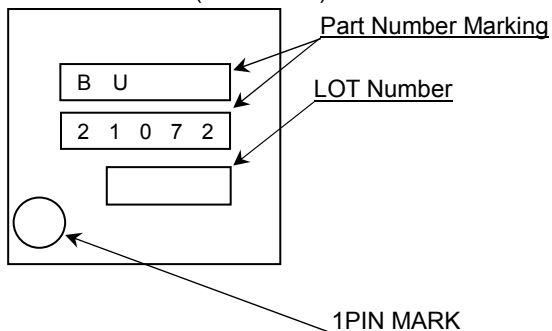 Part Number Marking
B U
LOT Number
2 1 0 7 2
1PIN MARK